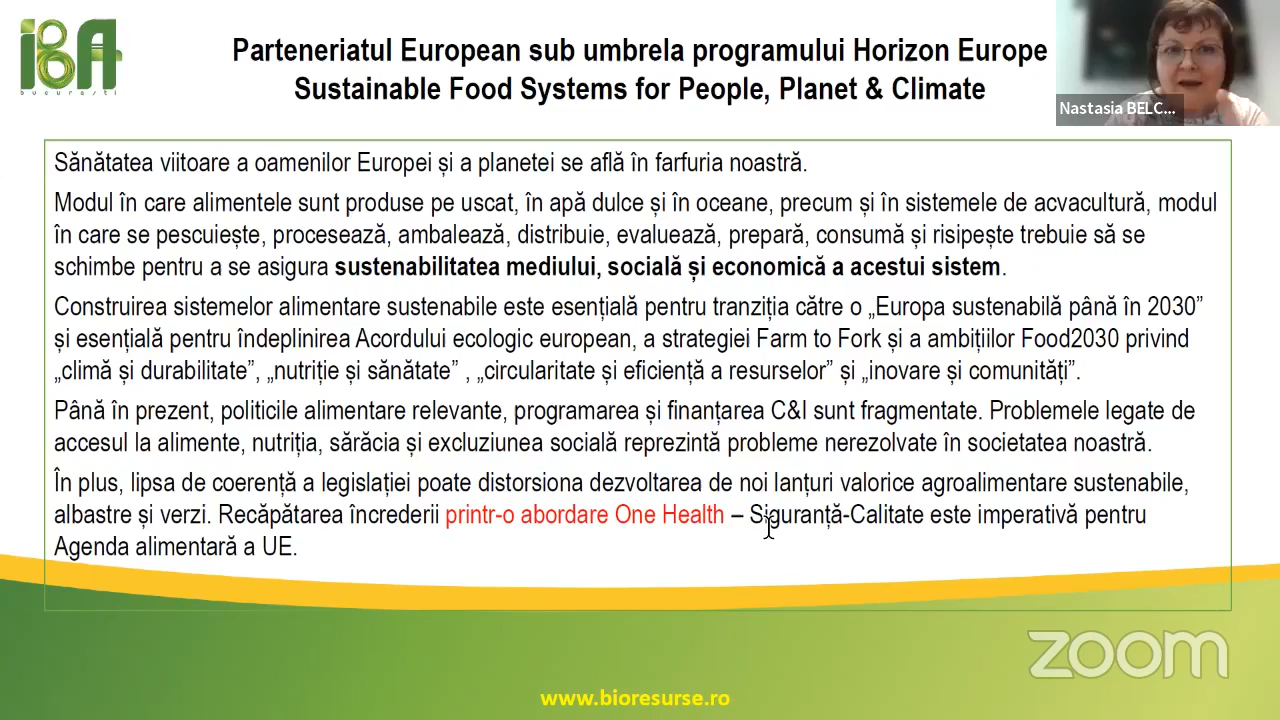 IBA
bucurești
Parteneriatul European sub umbrela programului Horizon Europe
Sustainable Food Systems for People, Planet & Climate
Nastasia BELC...
Sănătatea viitoare a oamenilor Europei și a planetei se află în farfuria noastră.
Modul în care alimentele sunt produse pe uscat, în apă dulce și în oceane, precum și în sistemele de acvacultură, modul
în care se pescuiește, procesează, ambalează, distribuie, evaluează, prepară, consumă și risipește trebuie să se
schimbe pentru a se asigura sustenabilitatea mediului, socială și economică a acestui sistem.
Construirea sistemelor alimentare sustenabile este esențială pentru tranziția către o „Europa sustenabilă până în 2030”
și esențială pentru îndeplinirea Acordului ecologic european, a strategiei Farm to Fork și a ambițiilor Food2030 privind
„climă și durabilitate”, „nutriție și sănătate” , „circularitate și eficiență a resurselor” și „inovare și comunități”.
Până în prezent, politicile alimentare relevante, programarea și finanțarea C&I sunt fragmentate. Problemele legate de
accesul la alimente, nutriția, sărăcia și excluziunea socială reprezintă probleme nerezolvate în societatea noastră.
În plus, lipsa de coerență a legislației poate distorsiona dezvoltarea de noi lanțuri valorice agroalimentare sustenabile,
albastre și verzi. Recăpătarea încrederii printr-o abordare One Health – Siguranță-Calitate este imperativă pentru
Agenda alimentară a UE.
zoom
www.bioresurse.ro